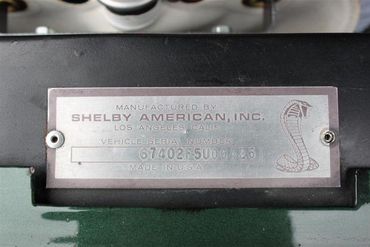 MANUFACTURED BY
SHELBY AMERICAN, INC.
LOS ANGELES CALIF.
VEHICLE SERIAL NUMBER
MADE IN U.S.A.